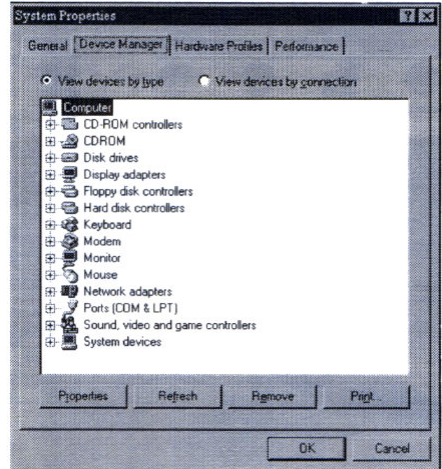 System Properties
General Device Manager Hardware Profiles Performance
View devices by type View devices by connection
Computer
CD-ROM controllers
CDROM
Disk drives
Display adapters
Floppy disk controllers
Hard disk controllers
Keyboard
Modem
Monitor
Mouse
Network adapters
Ports (COM & LPT)
Sound, video and game controllers
System devices
Properties Refresh Remove Print...
OK Cancel